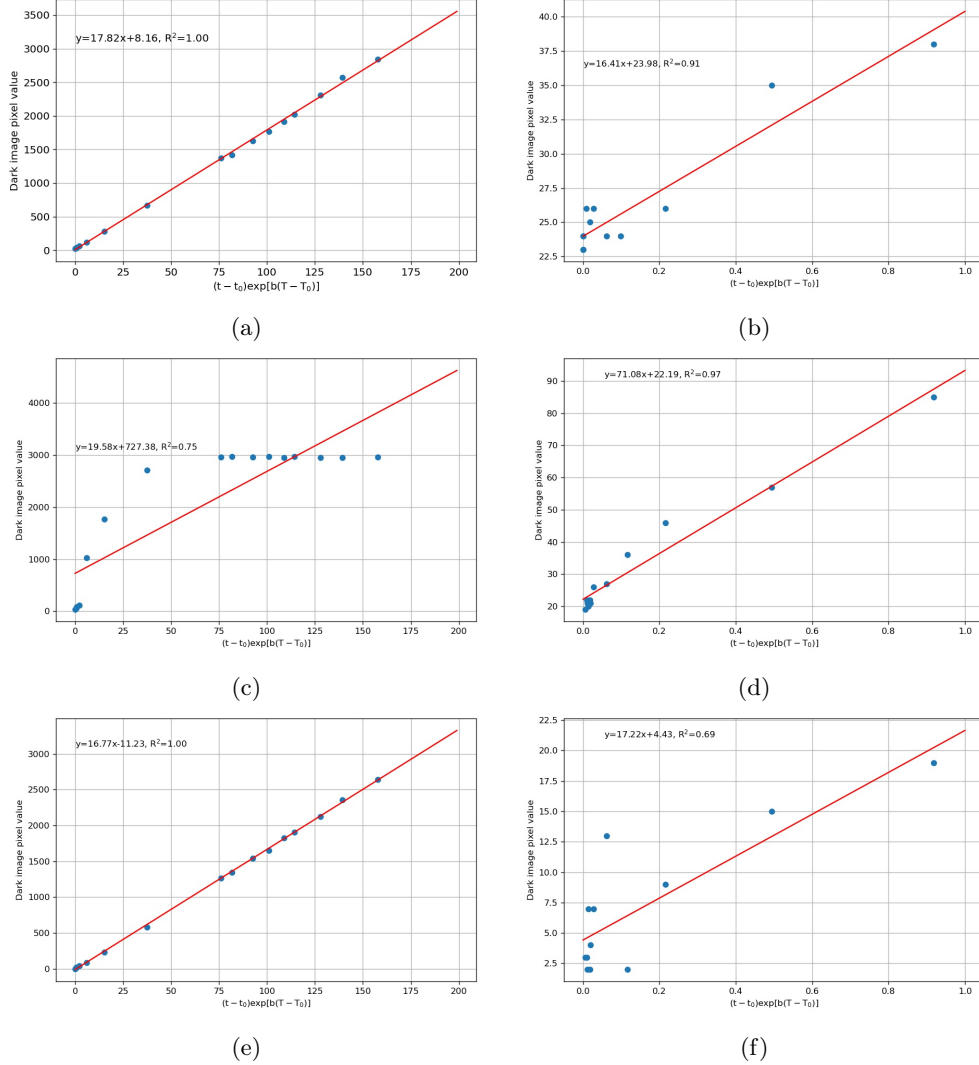 y=17.82x+8.16, R²=1.00
Dark image pixel value
3500
3000
2500
2000
1500
1000
500
0
0 25 50 75 100 125 150 175 200
(t − t₀)exp[b(T − T₀)]
(a)
y=16.41x+23.98, R²=0.91
Dark image pixel value
40.0
37.5
35.0
32.5
30.0
27.5
25.0
22.5
0.0 0.2 0.4 0.6 0.8 1.0
(t − t₀)exp[b(T − T₀)]
(b)
y=19.58x+727.38, R²=0.75
Dark image pixel value
4000
3000
2000
1000
0
0 25 50 75 100 125 150 175 200
(t − t₀)exp[b(T − T₀)]
(c)
y=71.08x+22.19, R²=0.97
Dark image pixel value
90
80
70
60
50
40
30
20
0.0 0.2 0.4 0.6 0.8 1.0
(t − t₀)exp[b(T − T₀)]
(d)
y=16.77x-11.23, R²=1.00
Dark image pixel value
3000
2500
2000
1500
1000
500
0
0 25 50 75 100 125 150 175 200
(t − t₀)exp[b(T − T₀)]
(e)
y=17.22x+4.43, R²=0.69
Dark image pixel value
22.5
20.0
17.5
15.0
12.5
10.0
7.5
5.0
2.5
0.0 0.2 0.4 0.6 0.8 1.0
(t − t₀)exp[b(T − T₀)]
(f)